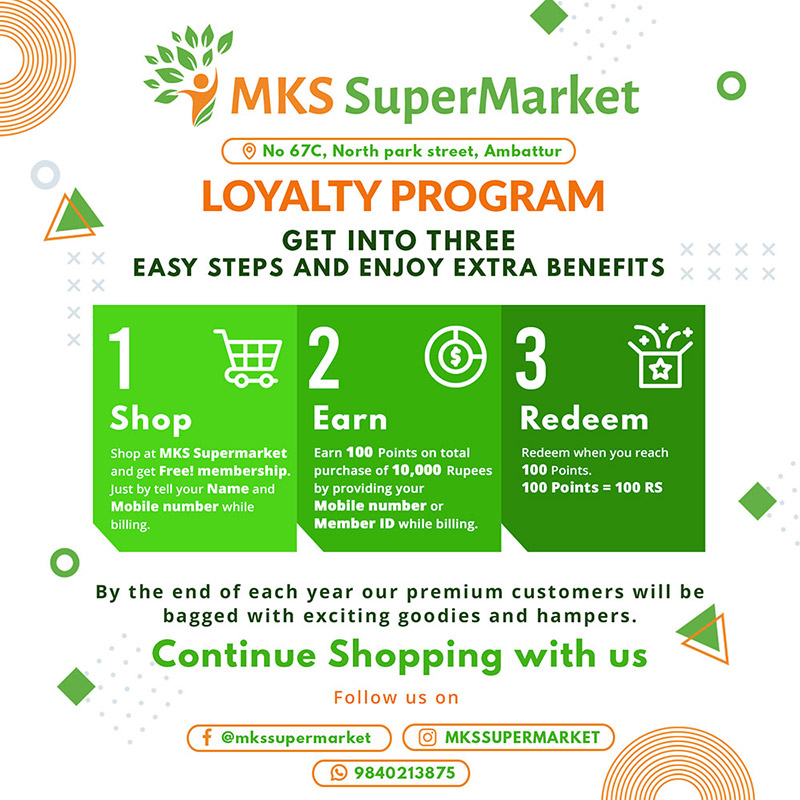 MKS SuperMarket
No 67C, North park street, Ambattur
LOYALTY PROGRAM
GET INTO THREE
EASY STEPS AND ENJOY EXTRA BENEFITS
1
Shop
Shop at MKS Supermarket
and get Free! membership.
Just by tell your Name and
Mobile number while
billing.
2
$
Earn
Earn 100 Points on total
purchase of 10,000 Rupees
by providing your
Mobile number or
Member ID while billing.
3
Redeem
Redeem when you reach
100 Points.
100 Points = 100 RS
By the end of each year our premium customers will be
bagged with exciting goodies and hampers.
Continue Shopping with us
Follow us on
@mkssupermarket
MKSSUPERMARKET
9840213875